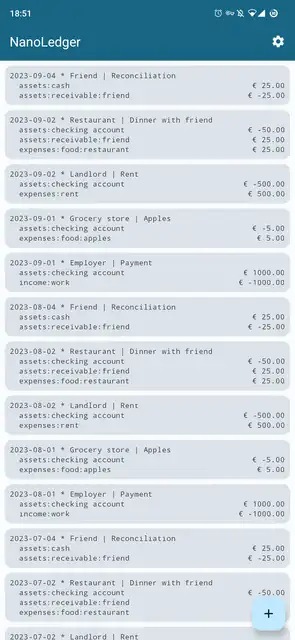 18:51
NanoLedger
2023-09-04 * Friend | Reconciliation
assets:cash € 25.00
assets:receivable:friend € -25.00
2023-09-02 * Restaurant | Dinner with friend
assets:checking account € -50.00
assets:receivable:friend € 25.00
expenses:food:restaurant € 25.00
2023-09-02 * Landlord | Rent
assets:checking account € -500.00
expenses:rent € 500.00
2023-09-01 * Grocery store | Apples
assets:checking account € -5.00
expenses:food:apples € 5.00
2023-09-01 * Employer | Payment
assets:checking account € 1000.00
income:work € -1000.00
2023-08-04 * Friend | Reconciliation
assets:cash € 25.00
assets:receivable:friend € -25.00
2023-08-02 * Restaurant | Dinner with friend
assets:checking account € -50.00
assets:receivable:friend € 25.00
expenses:food:restaurant € 25.00
2023-08-02 * Landlord | Rent
assets:checking account € -500.00
expenses:rent € 500.00
2023-08-01 * Grocery store | Apples
assets:checking account € -5.00
expenses:food:apples € 5.00
2023-08-01 * Employer | Payment
assets:checking account € 1000.00
income:work € -1000.00
2023-07-04 * Friend | Reconciliation
assets:cash € 25.00
assets:receivable:friend € -25.00
2023-07-02 * Restaurant | Dinner with friend
assets:checking account € -50.00
assets:receivable:friend
expenses:food:restaurant
2023-07-02 * Landlord | Rent
+